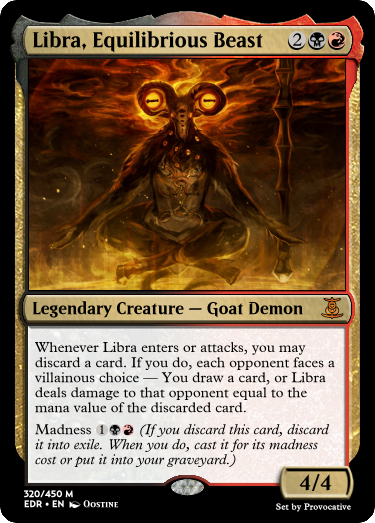 Libra, Equilibrious Beast 2
Legendary Creature — Goat Demon
Whenever Libra enters or attacks, you may
discard a card. If you do, each opponent faces a
villainous choice — You draw a card, or Libra
deals damage to that opponent equal to the
mana value of the discarded card.
Madness 1 (If you discard this card, discard
it into exile. When you do, cast it for its madness
cost or put it into your graveyard.)
4/4
320/450 M
EDR • EN Oostine
Set by Provocative